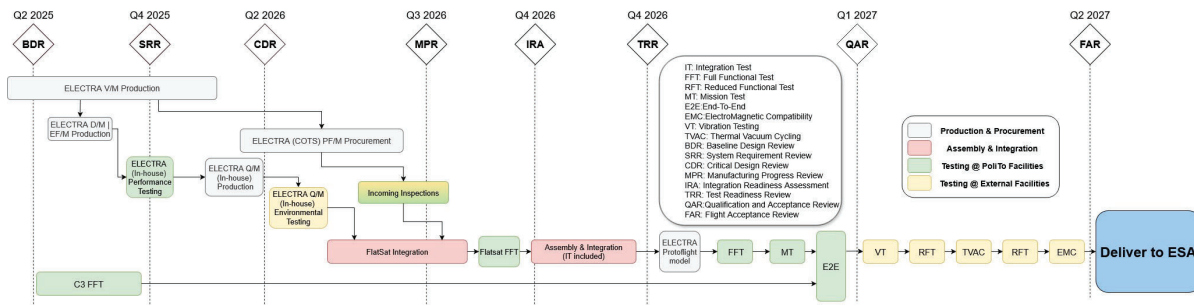 Q2 2025
Q4 2025
Q2 2026
Q3 2026
Q4 2026
Q4 2026
Q1 2027
Q2 2027
BDR
SRR
CDR
MPR
IRA
TRR
QAR
FAR
IT: Integration Test
FFT: Full Functional Test
RFT: Reduced Functional Test
MT: Mission Test
E2E:End-To-End
EMC:ElectroMagnetic Compatibility
VT: Vibration Testing
TVAC: Thermal Vacuum Cycling
BDR: Baseline Design Review
SRR: System Requirement Review
CDR: Critical Design Review
MPR: Manufacturing Progress Review
IRA: Integration Readiness Assessment
TRR: Test Readiness Review
QAR:Qualification and Acceptance Review
FAR: Flight Acceptance Review
Production & Procurement
Assembly & Integration
Testing @ PoliTo Facilities
Testing @ External Facilities
ELECTRA V/M Production
ELECTRA D/M |
EF/M Production
ELECTRA (COTS) PF/M Procurement
ELECTRA
(In-house)
Performance
Testing
ELECTRA Q/M
(In-house)
Production
ELECTRA Q/M
(In-house)
Environmental
Testing
Incoming Inspections
FlatSat Integration
Flatsat FFT
Assembly & Integration
(IT included)
ELECTRA
Protoflight
model
FFT
MT
E2E
VT
RFT
TVAC
RFT
EMC
Deliver to ESA
C3 FFT